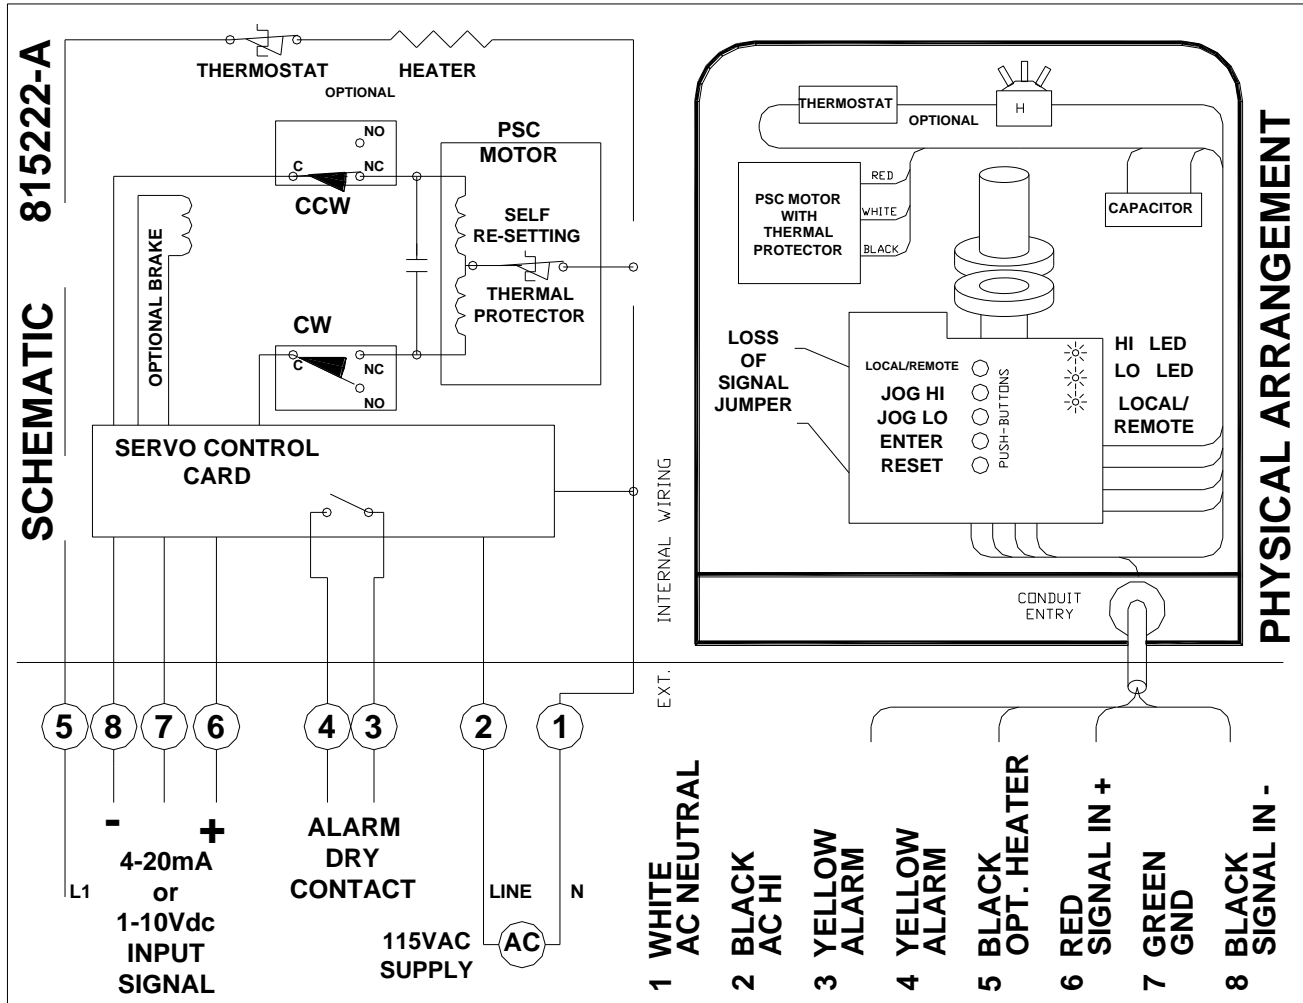 SCHEMATIC 815222-A
THERMOSTAT
HEATER
OPTIONAL
NO
C
NC
CCW
PSC
MOTOR
SELF
RE-SETTING
THERMAL
PROTECTOR
OPTIONAL BRAKE
CW
C
NC
NO
SERVO CONTROL
CARD
INTERNAL WIRING
EXT.
5
8
7
6
4
3
2
1
L1
-
+
4-20mA
or
1-10Vdc
INPUT
SIGNAL
ALARM
DRY
CONTACT
LINE
N
AC
115VAC
SUPPLY
PHYSICAL ARRANGEMENT
THERMOSTAT
OPTIONAL
H
PSC MOTOR
WITH
THERMAL
PROTECTOR
RED
WHITE
BLACK
CAPACITOR
LOSS
OF
SIGNAL
JUMPER
LOCAL/REMOTE
JOG HI
JOG LO
ENTER
RESET
PUSH-BUTTONS
HI LED
LO LED
LOCAL/
REMOTE
CONDUIT
ENTRY
1 WHITE
AC NEUTRAL
2 BLACK
AC HI
3 YELLOW
ALARM
4 YELLOW
ALARM
5 BLACK
OPT. HEATER
6 RED
SIGNAL IN +
7 GREEN
GND
8 BLACK
SIGNAL IN -